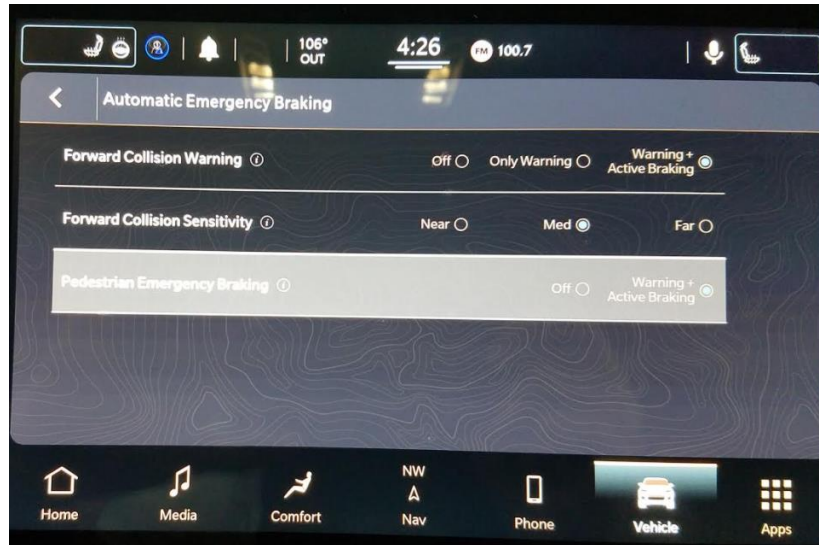 106°
OUT
4:26
FM 100.7
Automatic Emergency Braking
Forward Collision Warning
Off
Only Warning
Warning +
Active Braking
Forward Collision Sensitivity
Near
Med
Far
Pedestrian Emergency Braking
Off
Warning +
Active Braking
Home
Media
Comfort
NW
Nav
Phone
Vehicle
Apps